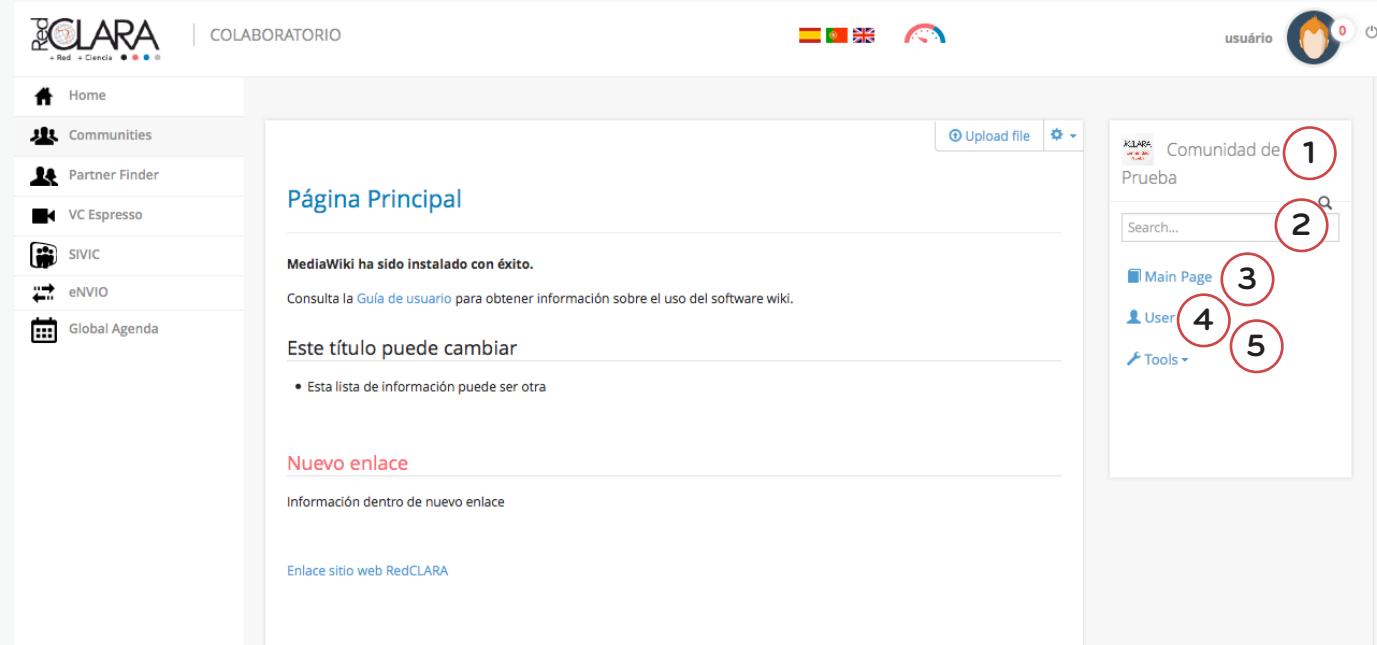 Red CLARA
+ Red + Ciencia
COLABORATORIO
usuário
0
Home
Communities
Partner Finder
VC Espresso
SIVIC
eNVIO
Global Agenda
Upload file
Página Principal
MediaWiki ha sido instalado con éxito.
Consulta la Guía de usuario para obtener información sobre el uso del software wiki.
Este título puede cambiar
• Esta lista de información puede ser otra
Nuevo enlace
Información dentro de nuevo enlace
Enlace sitio web RedCLARA
Comunidad de 1
Prueba
Search... 2
Main Page 3
User 4
5
Tools